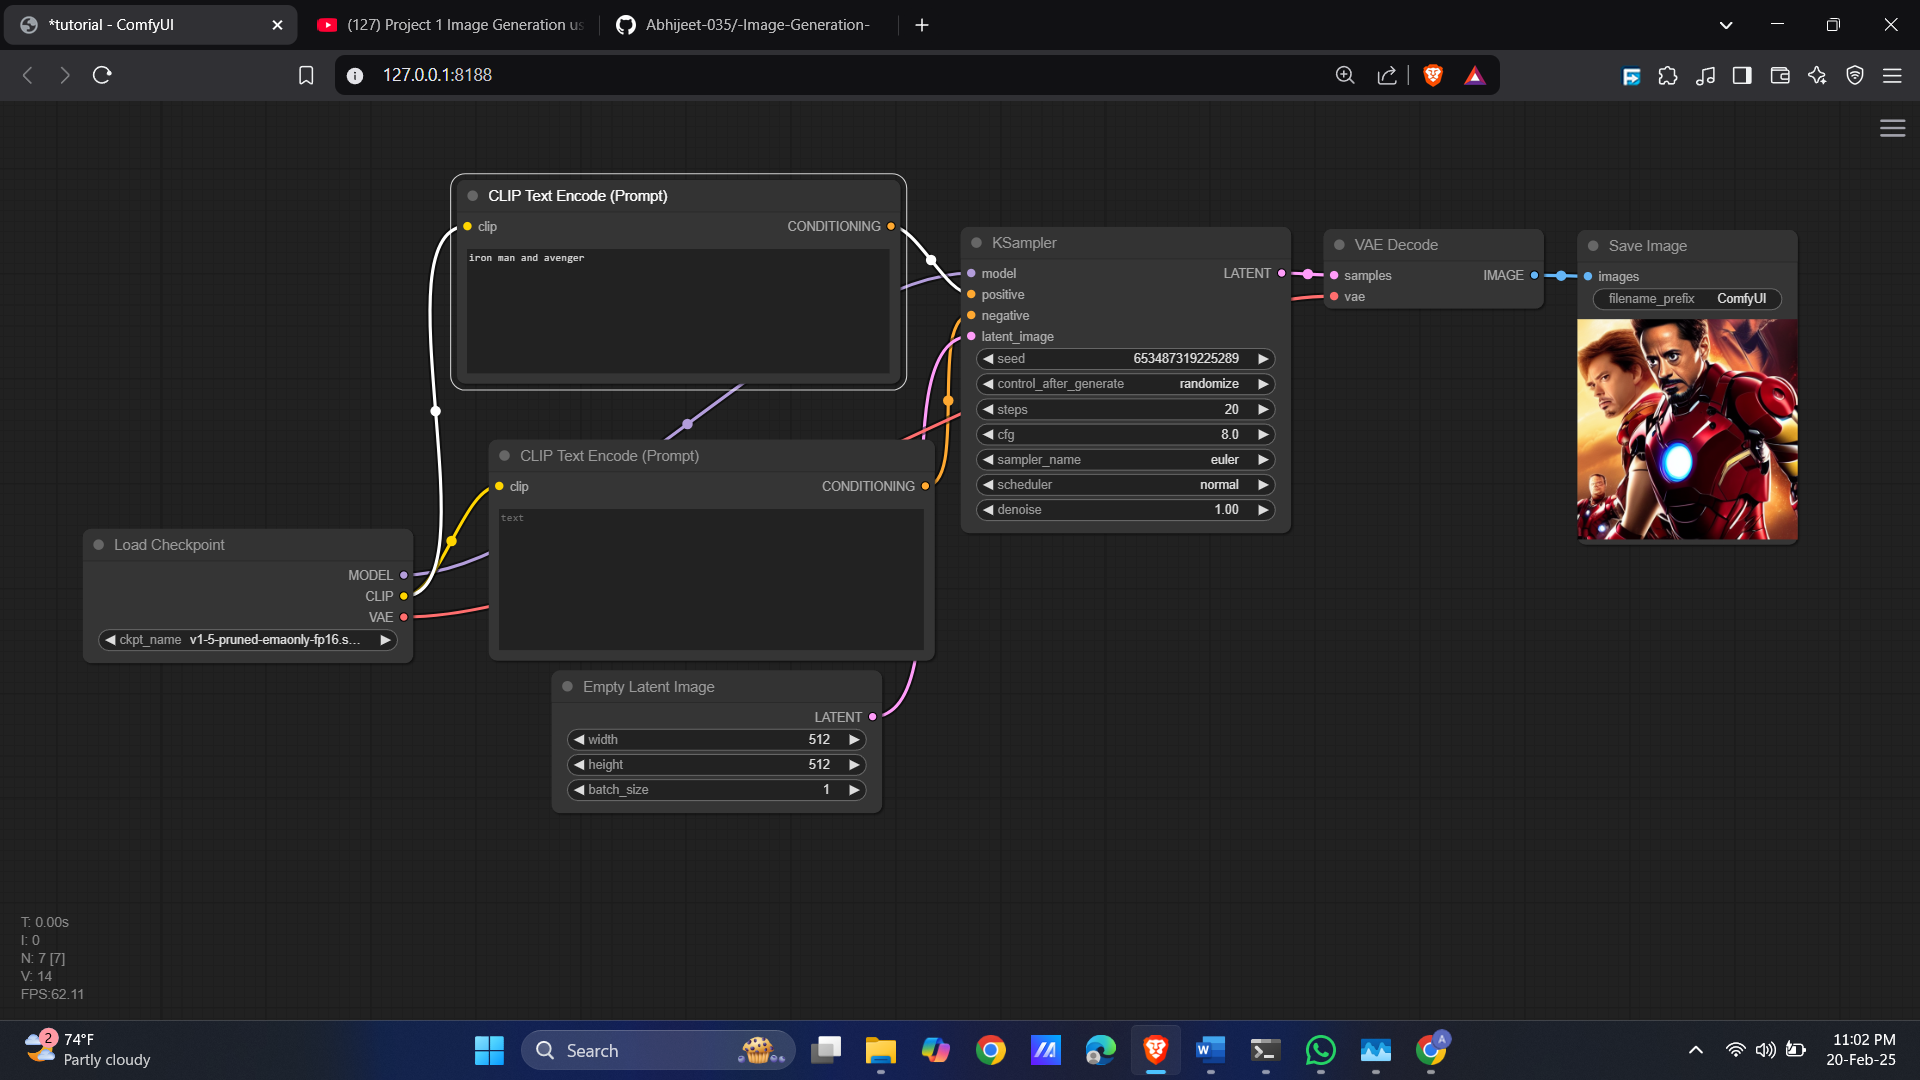 *tutorial - ComfyUI
(127) Project 1 Image Generation us
Abhijeet-035/-Image-Generation-
127.0.0.1:8188
CLIP Text Encode (Prompt)
clip CONDITIONING
iron man and avenger
KSampler
model LATENT
positive
negative
latent_image
seed 653487319225289
control_after_generate randomize
steps 20
cfg 8.0
sampler_name euler
scheduler normal
denoise 1.00
VAE Decode
samples IMAGE
vae
Save Image
images
filename_prefix ComfyUI
CLIP Text Encode (Prompt)
clip CONDITIONING
text
Load Checkpoint
MODEL
CLIP
VAE
ckpt_name v1-5-pruned-emaonly-fp16.s...
Empty Latent Image
LATENT
width 512
height 512
batch_size 1
T: 0.00s
I: 0
N: 7 [7]
V: 14
FPS:62.11
2
74°F
Partly cloudy
Search
A
11:02 PM
20-Feb-25